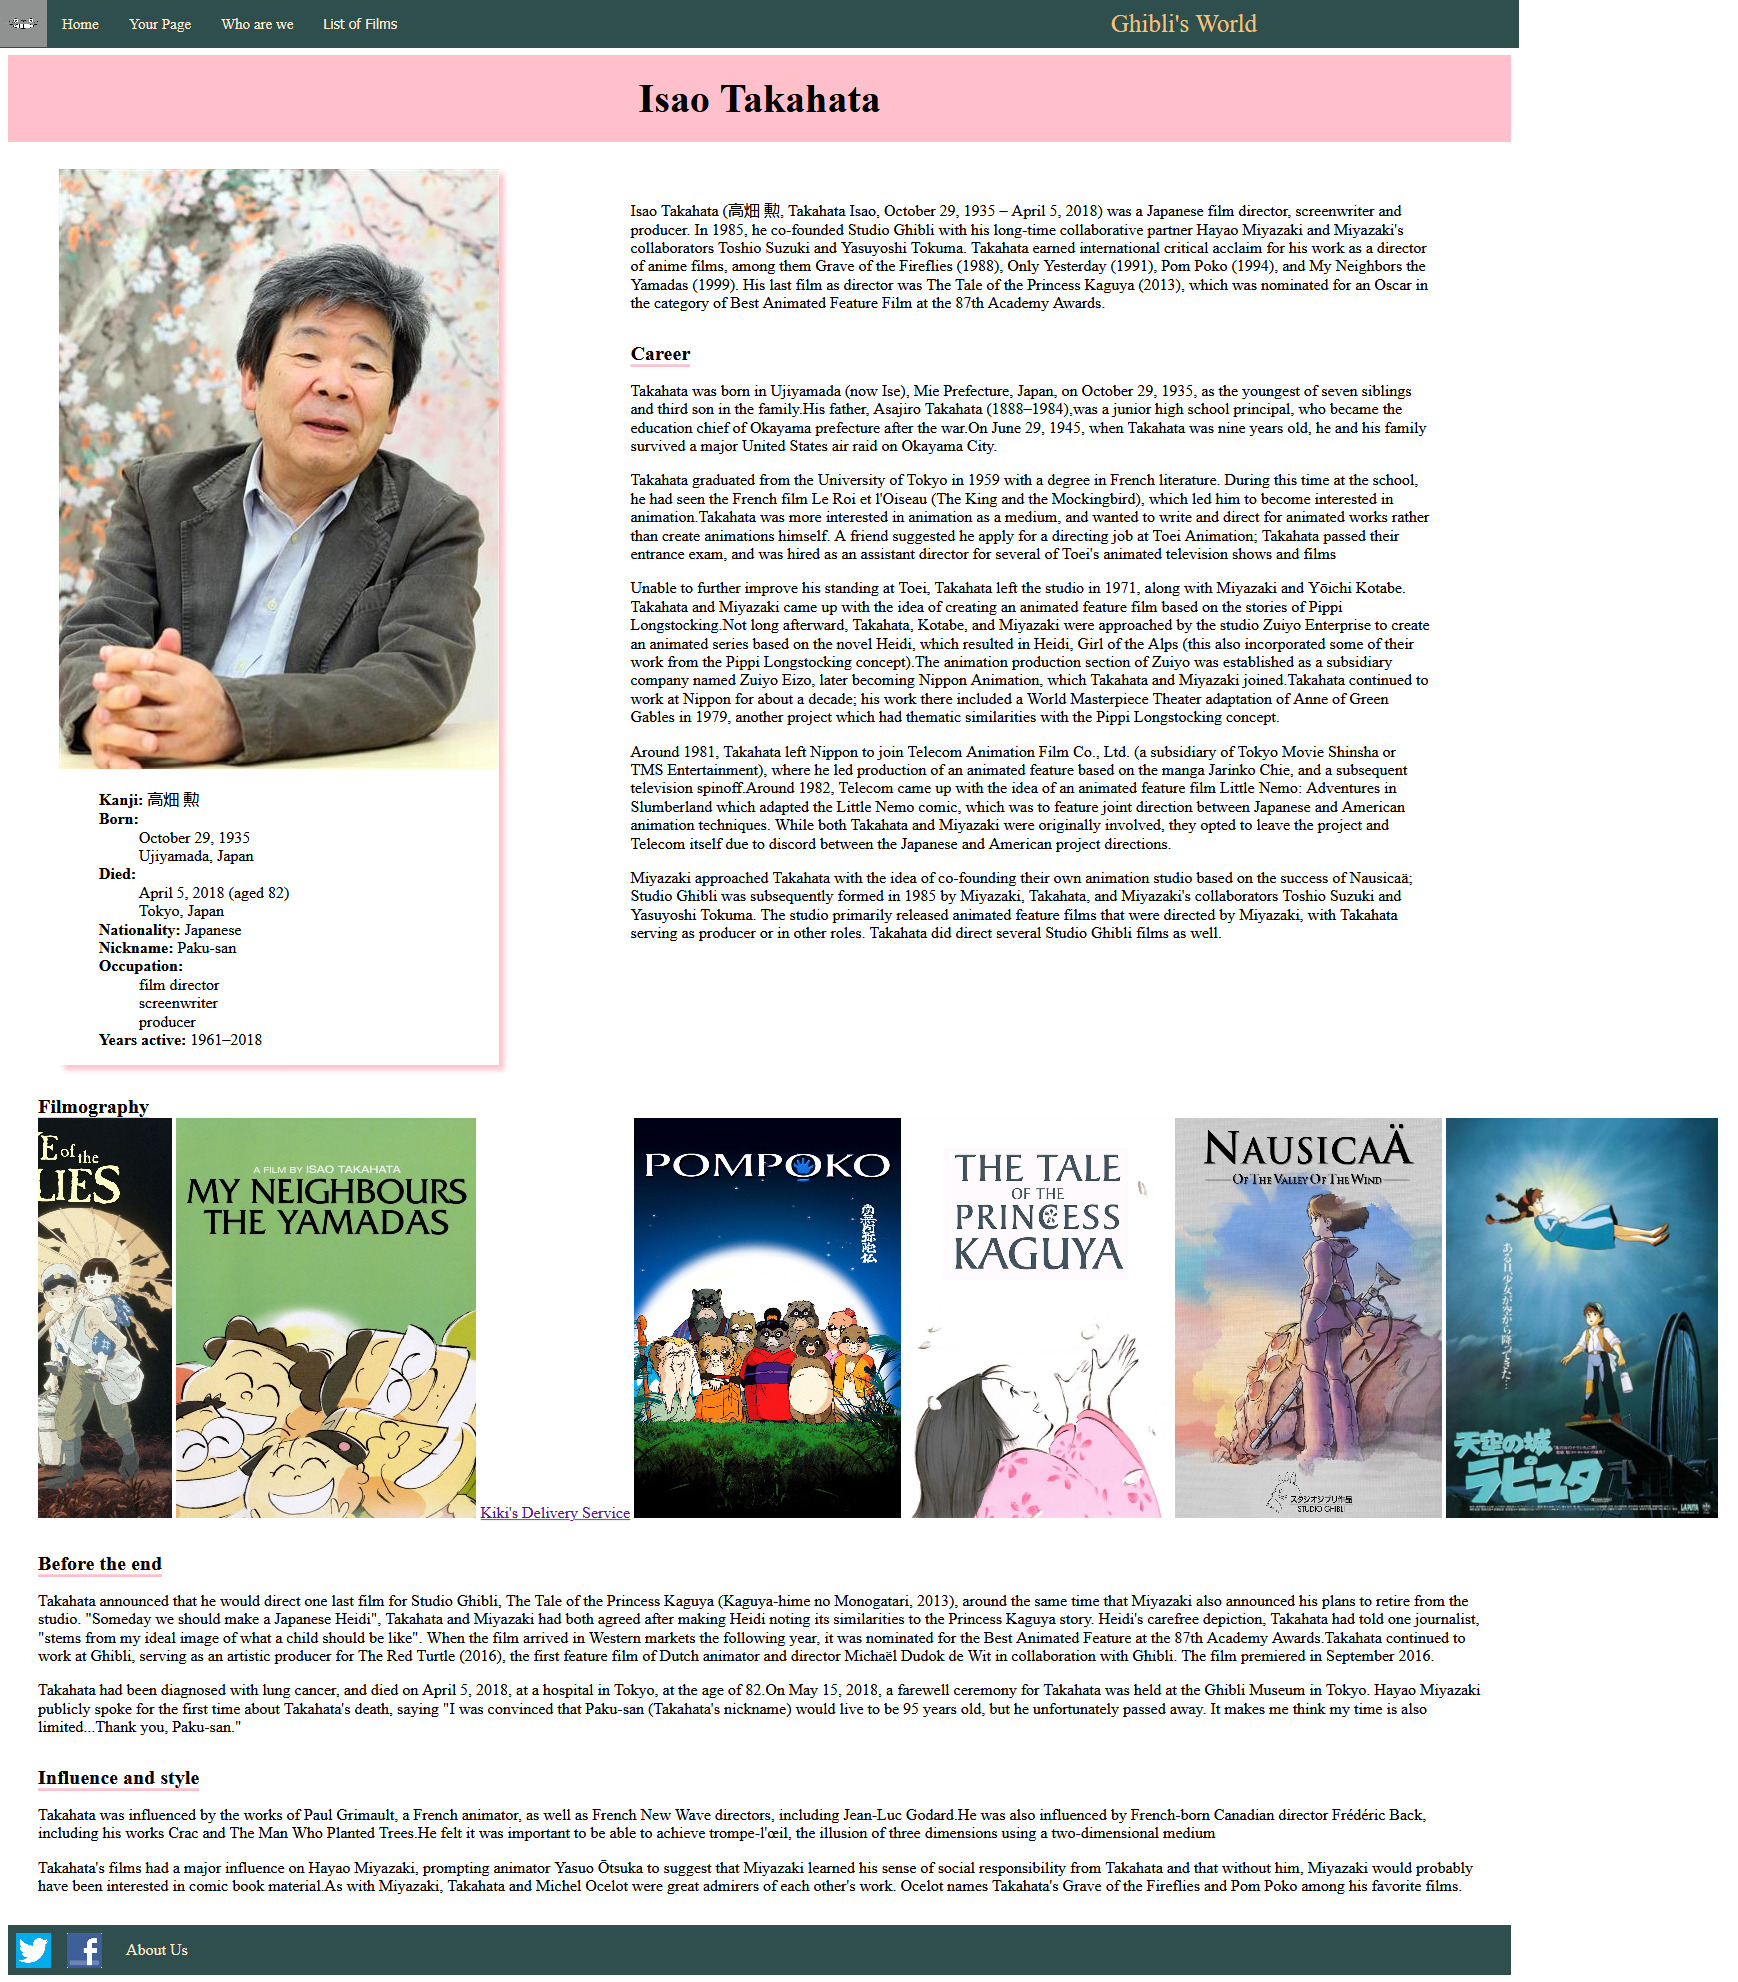 Home
Your Page
Who are we
List of Films
Ghibli's World
Isao Takahata
Isao Takahata (高畑 勲, Takahata Isao, October 29, 1935 – April 5, 2018) was a Japanese film director, screenwriter and
producer. In 1985, he co-founded Studio Ghibli with his long-time collaborative partner Hayao Miyazaki and Miyazaki's
collaborators Toshio Suzuki and Yasuyoshi Tokuma. Takahata earned international critical acclaim for his work as a director
of anime films, among them Grave of the Fireflies (1988), Only Yesterday (1991), Pom Poko (1994), and My Neighbors the
Yamadas (1999). His last film as director was The Tale of the Princess Kaguya (2013), which was nominated for an Oscar in
the category of Best Animated Feature Film at the 87th Academy Awards.
Career
Takahata was born in Ujiyamada (now Ise), Mie Prefecture, Japan, on October 29, 1935, as the youngest of seven siblings
and third son in the family.His father, Asajiro Takahata (1888–1984),was a junior high school principal, who became the
education chief of Okayama prefecture after the war.On June 29, 1945, when Takahata was nine years old, he and his family
survived a major United States air raid on Okayama City.
Takahata graduated from the University of Tokyo in 1959 with a degree in French literature. During this time at the school,
he had seen the French film Le Roi et l'Oiseau (The King and the Mockingbird), which led him to become interested in
animation.Takahata was more interested in animation as a medium, and wanted to write and direct for animated works rather
than create animations himself. A friend suggested he apply for a directing job at Toei Animation; Takahata passed their
entrance exam, and was hired as an assistant director for several of Toei's animated television shows and films
Unable to further improve his standing at Toei, Takahata left the studio in 1971, along with Miyazaki and Yōichi Kotabe.
Takahata and Miyazaki came up with the idea of creating an animated feature film based on the stories of Pippi
Longstocking.Not long afterward, Takahata, Kotabe, and Miyazaki were approached by the studio Zuiyo Enterprise to create
an animated series based on the novel Heidi, which resulted in Heidi, Girl of the Alps (this also incorporated some of their
work from the Pippi Longstocking concept).The animation production section of Zuiyo was established as a subsidiary
company named Zuiyo Eizo, later becoming Nippon Animation, which Takahata and Miyazaki joined.Takahata continued to
work at Nippon for about a decade; his work there included a World Masterpiece Theater adaptation of Anne of Green
Gables in 1979, another project which had thematic similarities with the Pippi Longstocking concept.
Around 1981, Takahata left Nippon to join Telecom Animation Film Co., Ltd. (a subsidiary of Tokyo Movie Shinsha or
TMS Entertainment), where he led production of an animated feature based on the manga Jarinko Chie, and a subsequent
television spinoff.Around 1982, Telecom came up with the idea of an animated feature film Little Nemo: Adventures in
Slumberland which adapted the Little Nemo comic, which was to feature joint direction between Japanese and American
animation techniques. While both Takahata and Miyazaki were originally involved, they opted to leave the project and
Telecom itself due to discord between the Japanese and American project directions.
Miyazaki approached Takahata with the idea of co-founding their own animation studio based on the success of Nausicaä;
Studio Ghibli was subsequently formed in 1985 by Miyazaki, Takahata, and Miyazaki's collaborators Toshio Suzuki and
Yasuyoshi Tokuma. The studio primarily released animated feature films that were directed by Miyazaki, with Takahata
serving as producer or in other roles. Takahata did direct several Studio Ghibli films as well.
Kanji: 高畑 勲
Born:
October 29, 1935
Ujiyamada, Japan
Died:
April 5, 2018 (aged 82)
Tokyo, Japan
Nationality: Japanese
Nickname: Paku-san
Occupation:
film director
screenwriter
producer
Years active: 1961–2018
Filmography
E of the
LIES
A FILM BY ISAO TAKAHATA
MY NEIGHBOURS
THE YAMADAS
Kiki's Delivery Service
POMPOKO
THE TALE
OF THE
PRINCESS
KAGUYA
NAUSICAÄ
OF THE VALLEY OF THE WIND
スタジオジブリ作品
STUDIO GHIBLI
ある日、少女が空から降ってきた…
天空の城
ラピュタ
LAPUTA
Before the end
Takahata announced that he would direct one last film for Studio Ghibli, The Tale of the Princess Kaguya (Kaguya-hime no Monogatari, 2013), around the same time that Miyazaki also announced his plans to retire from the
studio. "Someday we should make a Japanese Heidi", Takahata and Miyazaki had both agreed after making Heidi noting its similarities to the Princess Kaguya story. Heidi's carefree depiction, Takahata had told one journalist,
"stems from my ideal image of what a child should be like". When the film arrived in Western markets the following year, it was nominated for the Best Animated Feature at the 87th Academy Awards.Takahata continued to
work at Ghibli, serving as an artistic producer for The Red Turtle (2016), the first feature film of Dutch animator and director Michaël Dudok de Wit in collaboration with Ghibli. The film premiered in September 2016.
Takahata had been diagnosed with lung cancer, and died on April 5, 2018, at a hospital in Tokyo, at the age of 82.On May 15, 2018, a farewell ceremony for Takahata was held at the Ghibli Museum in Tokyo. Hayao Miyazaki
publicly spoke for the first time about Takahata's death, saying "I was convinced that Paku-san (Takahata's nickname) would live to be 95 years old, but he unfortunately passed away. It makes me think my time is also
limited...Thank you, Paku-san."
Influence and style
Takahata was influenced by the works of Paul Grimault, a French animator, as well as French New Wave directors, including Jean-Luc Godard.He was also influenced by French-born Canadian director Frédéric Back,
including his works Crac and The Man Who Planted Trees.He felt it was important to be able to achieve trompe-l'œil, the illusion of three dimensions using a two-dimensional medium
Takahata's films had a major influence on Hayao Miyazaki, prompting animator Yasuo Ōtsuka to suggest that Miyazaki learned his sense of social responsibility from Takahata and that without him, Miyazaki would probably
have been interested in comic book material.As with Miyazaki, Takahata and Michel Ocelot were great admirers of each other's work. Ocelot names Takahata's Grave of the Fireflies and Pom Poko among his favorite films.
About Us